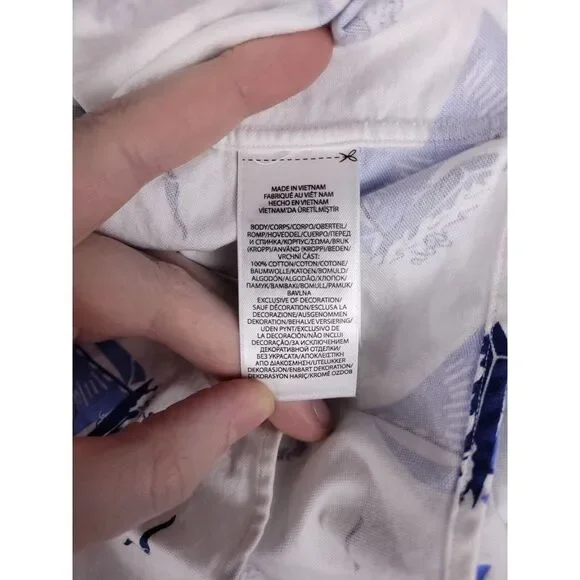 MADE IN VIETNAM
FABRIQUÉ AU VIÊT NAM
HECHO EN VIETNAM
VİETNAM'DA ÜRETİLMİŞTİR
BODY/CORPS/CORPO/OBERTEIL/
ROMP/HOVEDDEL/CUERPO/ПЕРЕД
И СПИНКА/КОРПУС/ΣΩΜΑ/BRUK
(KROPP)/ANVÄND (KROPP)/BEDEN/
VRCHNÍ ČÁST:
100% COTTON/COTON/COTONE/
BAUMWOLLE/KATOEN/BOMULD/
ALGODÓN/ALGODÃO/ХЛОПОК/
ПАМУК/ΒΑΜΒΑΚΙ/BOMULL/PAMUK/
BAVLNA
EXCLUSIVE OF DECORATION/
SAUF DÉCORATION/ESCLUSA LA
DECORAZIONE/AUSGENOMMEN
DEKORATION/BEHALVE VERSIERING/
UDEN PYNT/EXCLUSIVO DE
LA DECORACIÓN/NÃO INCLUI
DECORAÇÃO/ЗА ИСКЛЮЧЕНИЕМ
ДЕКОРАТИВНОЙ ОТДЕЛКИ/
БЕЗ УКРАСАТА/ΑΠΟΚΛΕΙΣΤΙΚΗ
ΑΠΟ ΔΙΑΚΟΣΜΗΣΗ/UTELUKKER
DEKORASJON/ENBART DEKORATION/
DEKORASYON HARİÇ/KROMĚ OZDOB